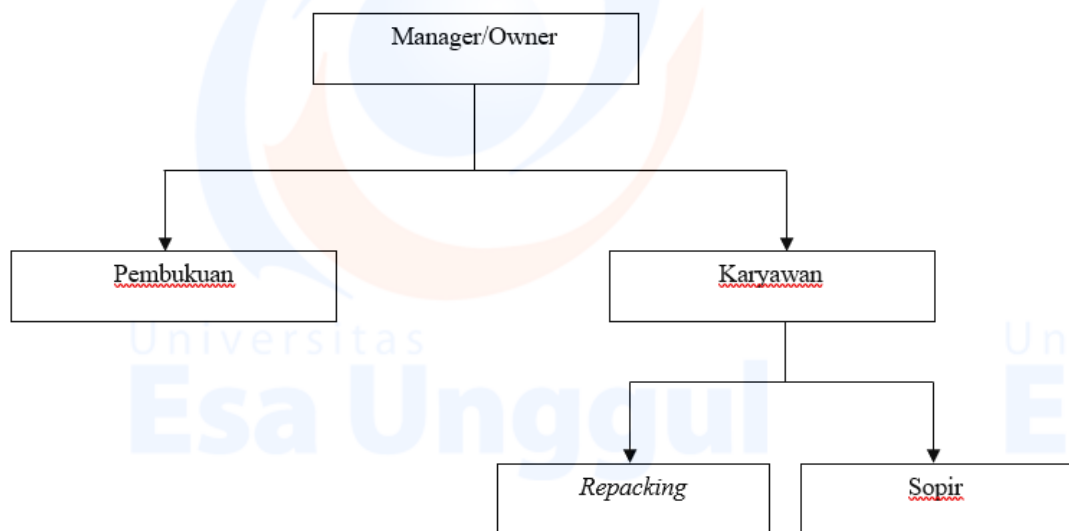 Manager/Owner
Pembukuan
Karyawan
Universitas
Esa Unggul
Un
E
Repacking
Sopir